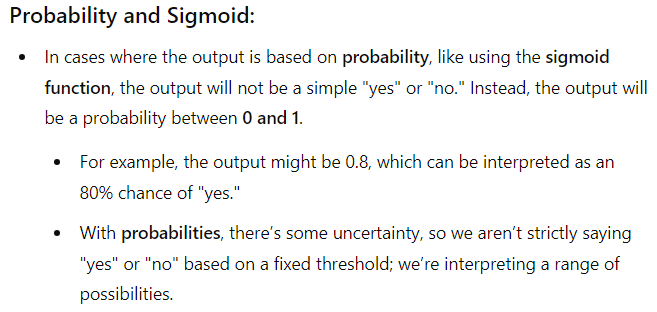 Probability and Sigmoid:
• In cases where the output is based on probability, like using the sigmoid
function, the output will not be a simple "yes" or "no." Instead, the output will
be a probability between 0 and 1.
• For example, the output might be 0.8, which can be interpreted as an
80% chance of "yes."
• With probabilities, there’s some uncertainty, so we aren’t strictly saying
"yes" or "no" based on a fixed threshold; we’re interpreting a range of
possibilities.